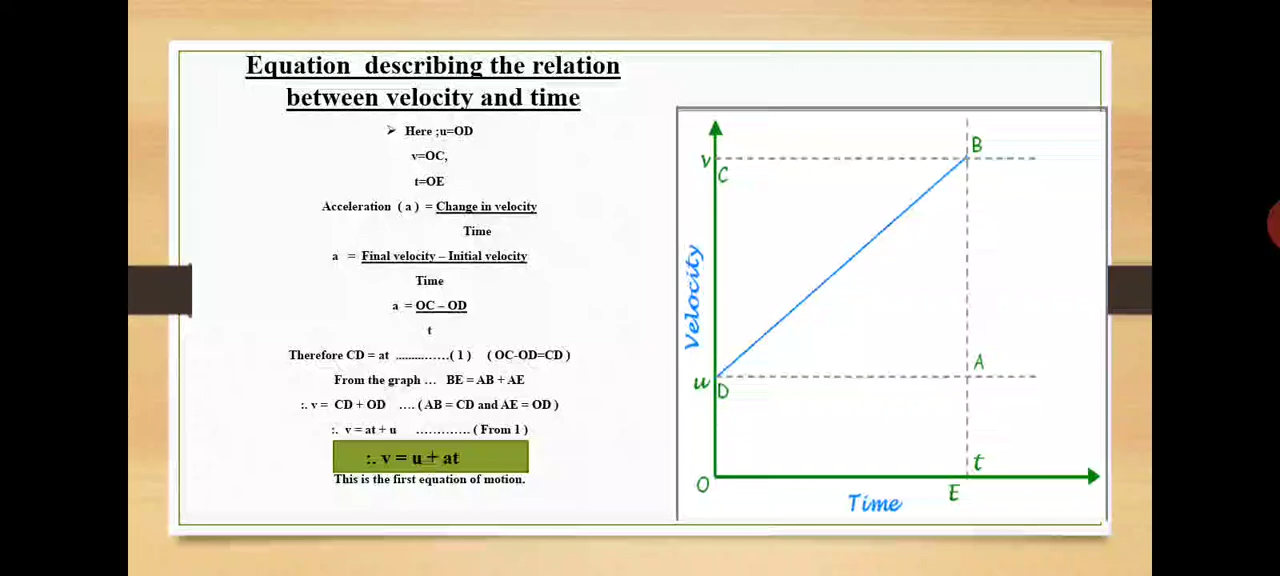 Equation describing the relation
between velocity and time
➢ Here ;u=OD
v=OC,
t=OE
Acceleration ( a ) = Change in velocity
Time
a = Final velocity – Initial velocity
Time
a = OC – OD
t
Therefore CD = at ...............( 1 ) ( OC-OD=CD )
From the graph ... BE = AB + AE
:. v = CD + OD .... ( AB = CD and AE = OD )
:. v = at + u ............. ( From 1 )
:. v = u + at
This is the first equation of motion.
B
v
C
Velocity
A
u
D
t
O
E
Time